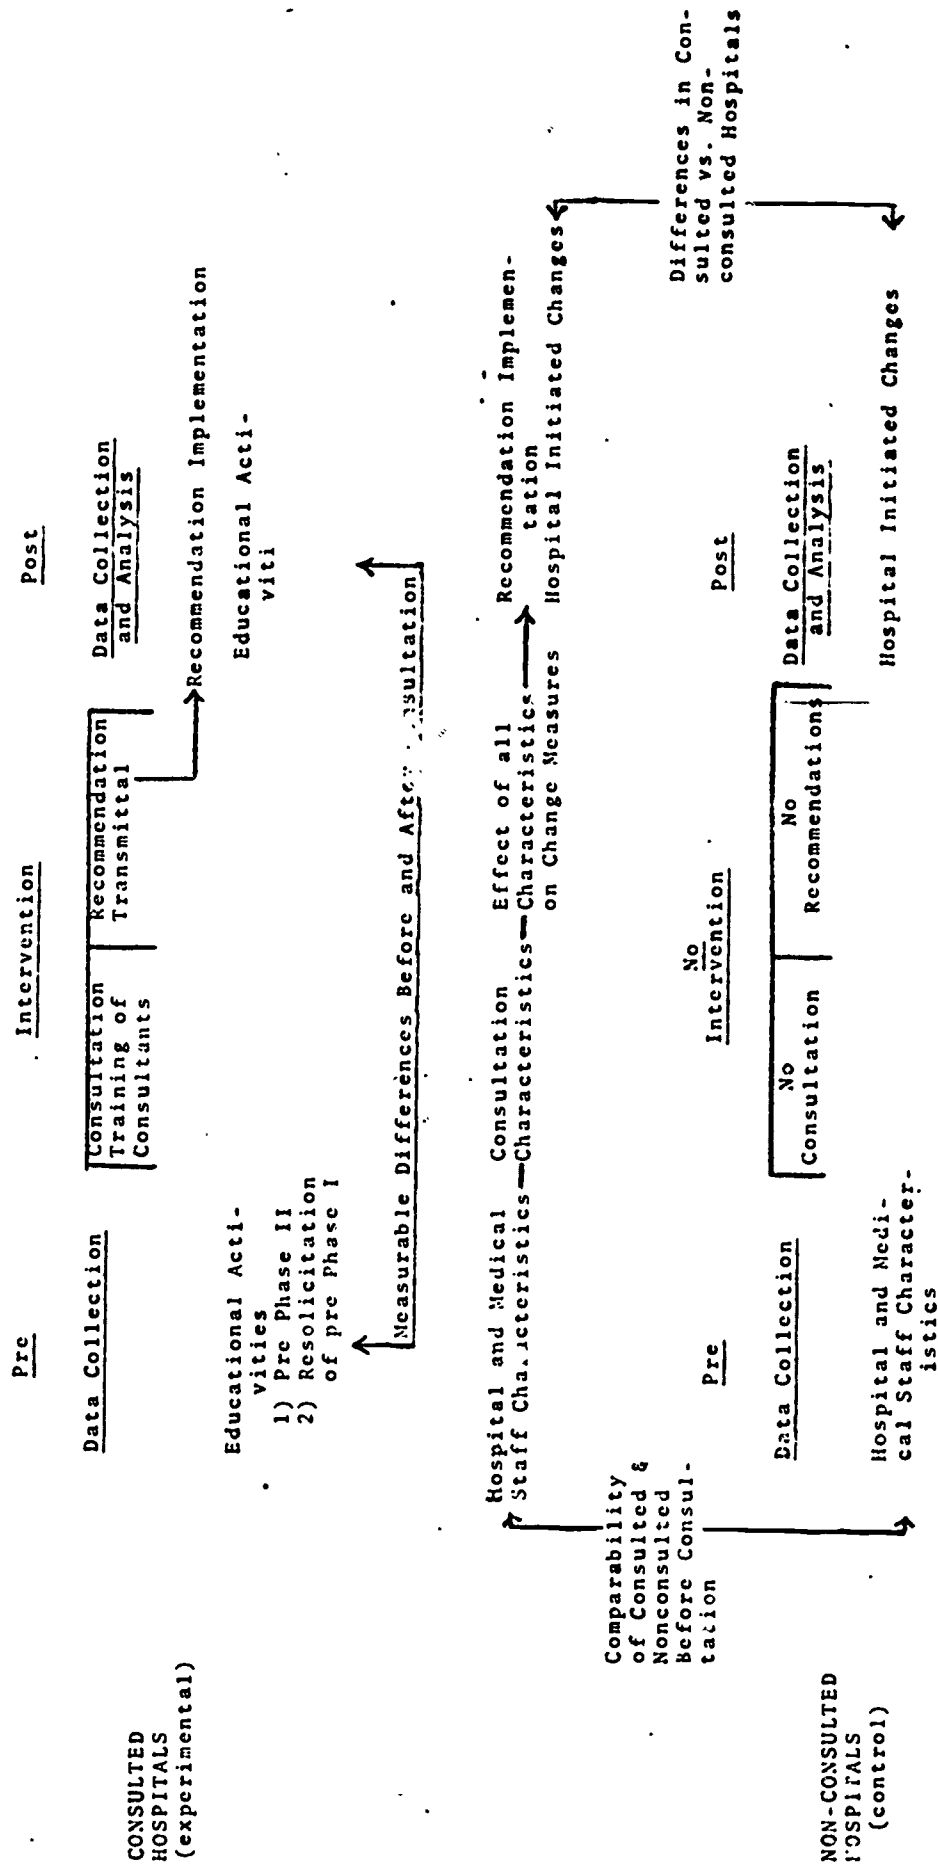 CONSULTED
HOSPITALS
(experimental)
Pre
Data Collection
Educational Acti-
vities
1) Pre Phase II
2) Resolicitation
of pre Phase I
Intervention
Consultation
Training of
Consultants
Recommendation
Transmittal
Post
Data Collection
and Analysis
Recommendation Implementation
Educational Acti-
viti
Measurable Differences Before and After
Hospital and Medical
Staff Characteristics
Consultation
Characteristics
Effect of all
Characteristics
on Change Measures
Recommendation Implemen-
tation
Hospital Initiated Changes
Comparability
of Consulted &
Nonconsulted
Before Consul-
tation
Differences in Con-
sulted vs. Non-
consulted Hospitals
NON-CONSULTED
HOSPITALS
(control)
Pre
Data Collection
Hospital and Medi-
cal Staff Character-
istics
No
Intervention
No
Consultation
No
Recommendations
Post
Data Collection
and Analysis
Hospital Initiated Changes